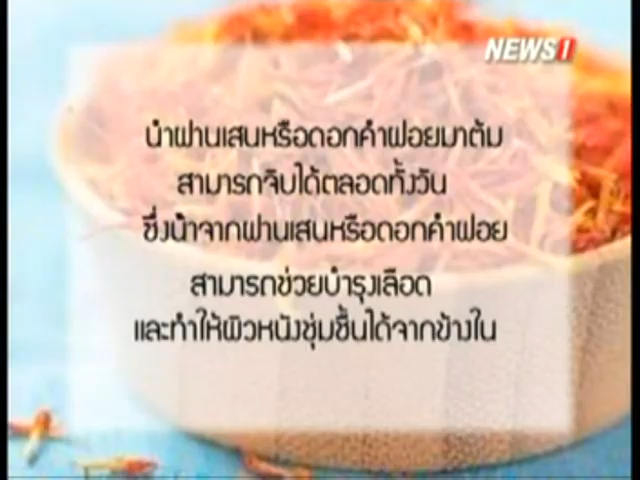 NEWS1
นำฝานเสนหรือดอกคำฝอยมาต้ม
สามารถจิบได้ตลอดทั้งวัน
ซึ่งน้ำจากฝานเสนหรือดอกคำฝอย
สามารถช่วยบำรุงเลือด
และทำให้ผิวหนังชุ่มชื้นได้จากข้างใน